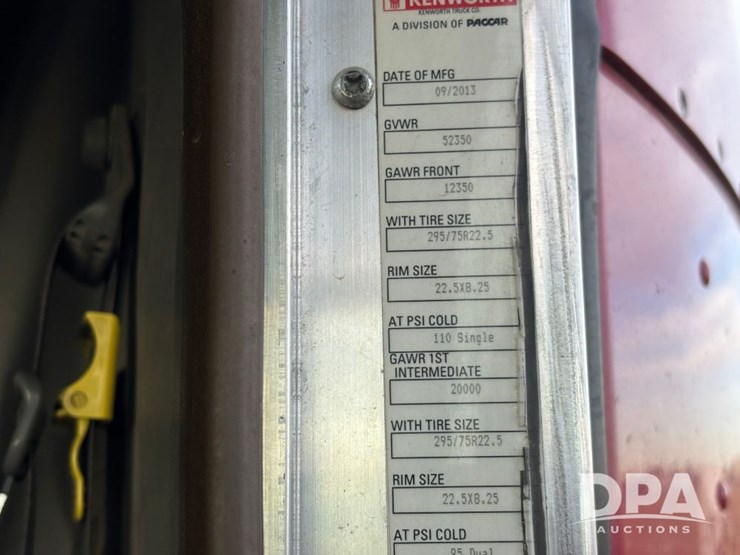 KENWORTH
KENWORTH TRUCK CO.
A DIVISION OF PACCAR
DATE OF MFG
09/2013
GVWR
52350
GAWR FRONT
12350
WITH TIRE SIZE
295/75R22.5
RIM SIZE
22.5X8.25
AT PSI COLD
110 Single
GAWR 1ST
INTERMEDIATE
20000
WITH TIRE SIZE
295/75R22.5
RIM SIZE
22.5X8.25
AT PSI COLD
95 Dual
DPA
AUCTIONS